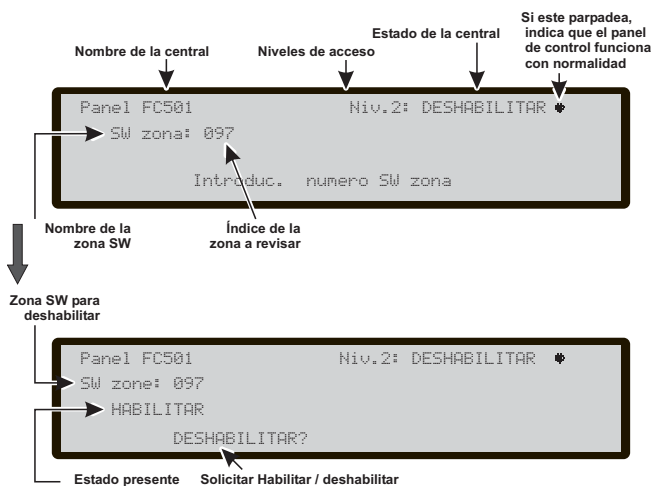 Nombre de la central
Niveles de acceso
Estado de la central
Si este parpadea,
indica que el panel
de control funciona
con normalidad
Panel FC501 Niv.2: DESHABILITAR
SW zona: 097
Introduc. numero SW zona
Nombre de la
zona SW
Índice de la
zona a revisar
Zona SW para
deshabilitar
Panel FC501 Niv.2: DESHABILITAR
SW zone: 097
HABILITAR
DESHABILITAR?
Estado presente
Solicitar Habilitar / deshabilitar